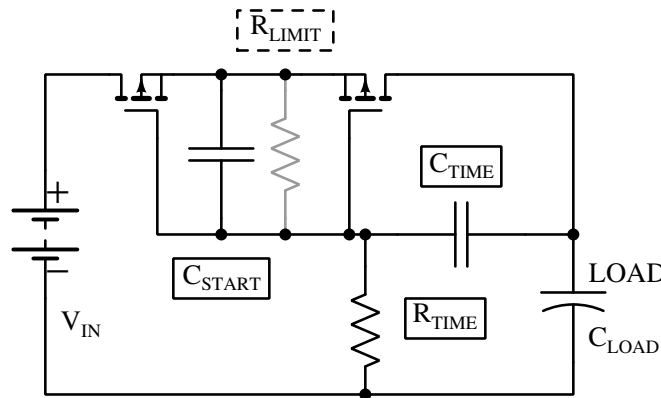 R_LIMIT
C_TIME
+
C_START
LOAD
V_IN
R_TIME
C_LOAD